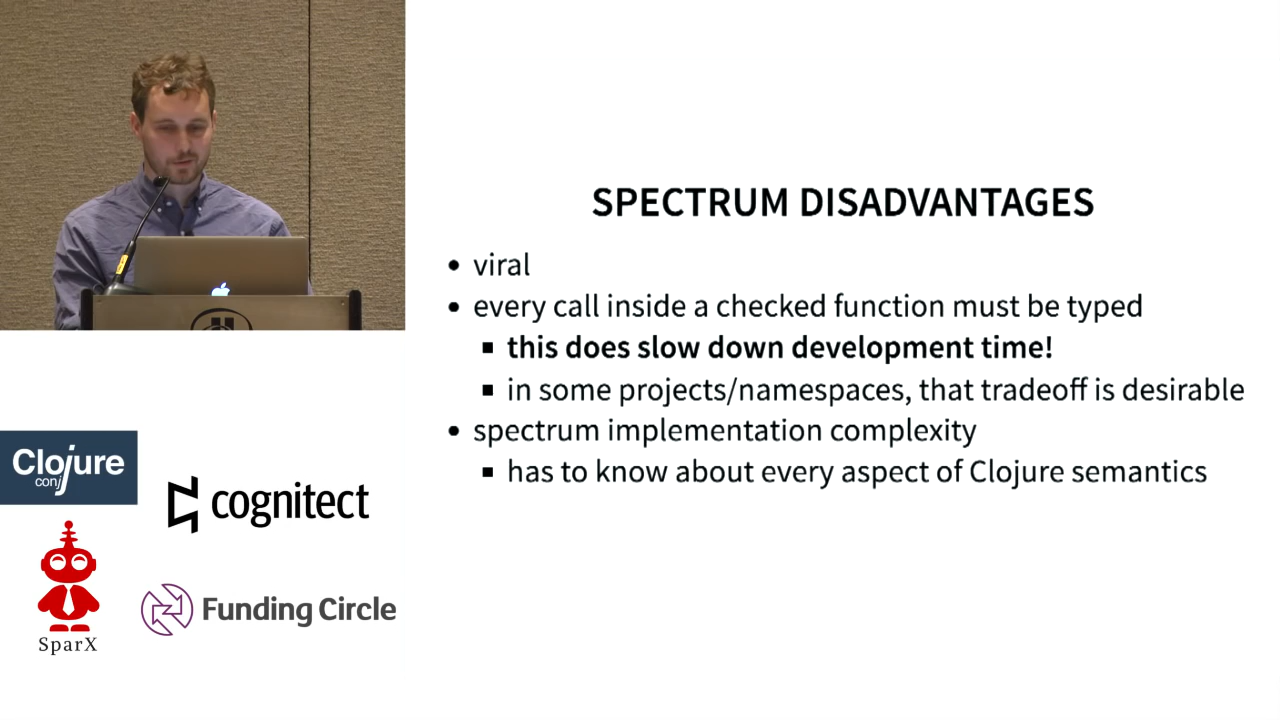 SPECTRUM DISADVANTAGES
• viral
• every call inside a checked function must be typed
▪ this does slow down development time!
▪ in some projects/namespaces, that tradeoff is desirable
• spectrum implementation complexity
▪ has to know about every aspect of Clojure semantics
Clojure
conj
cognitect
SparX
Funding Circle